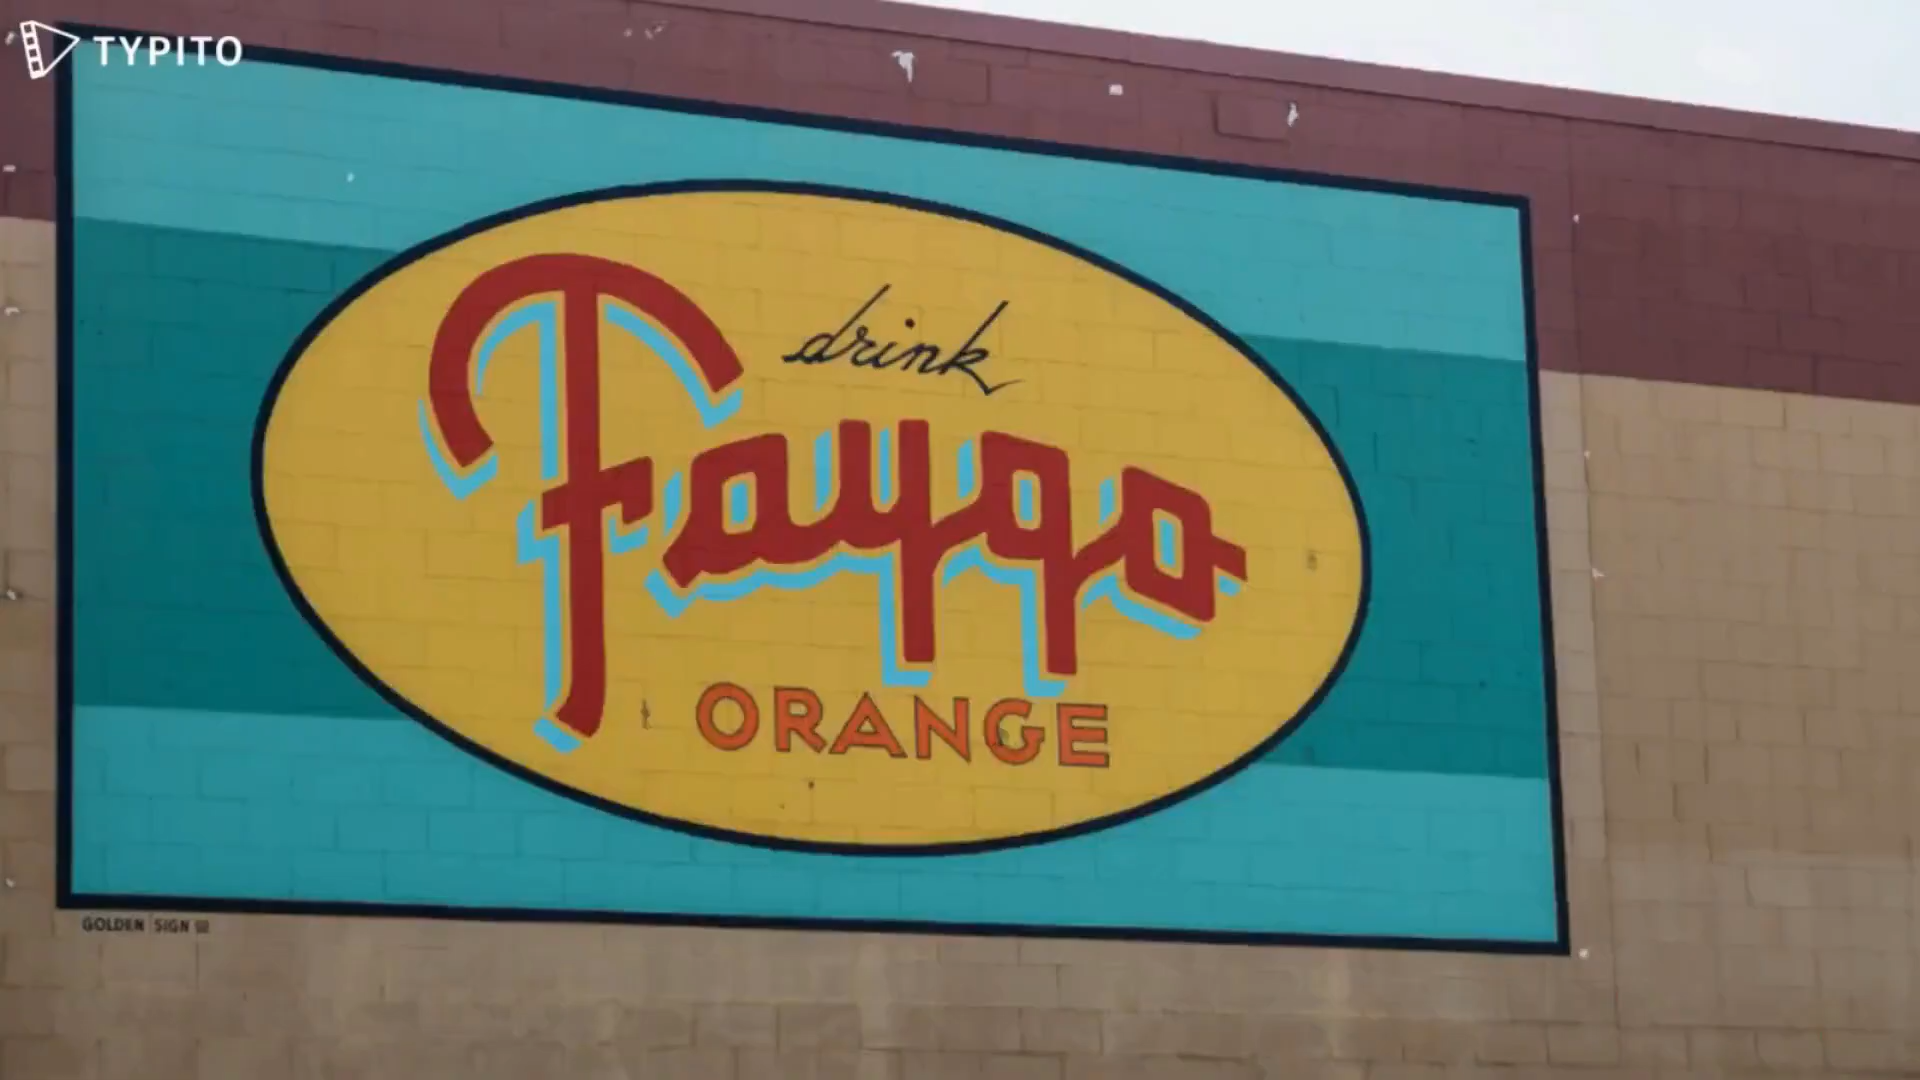 TYPITO
drink
Faygo
ORANGE
GOLDEN SIGN